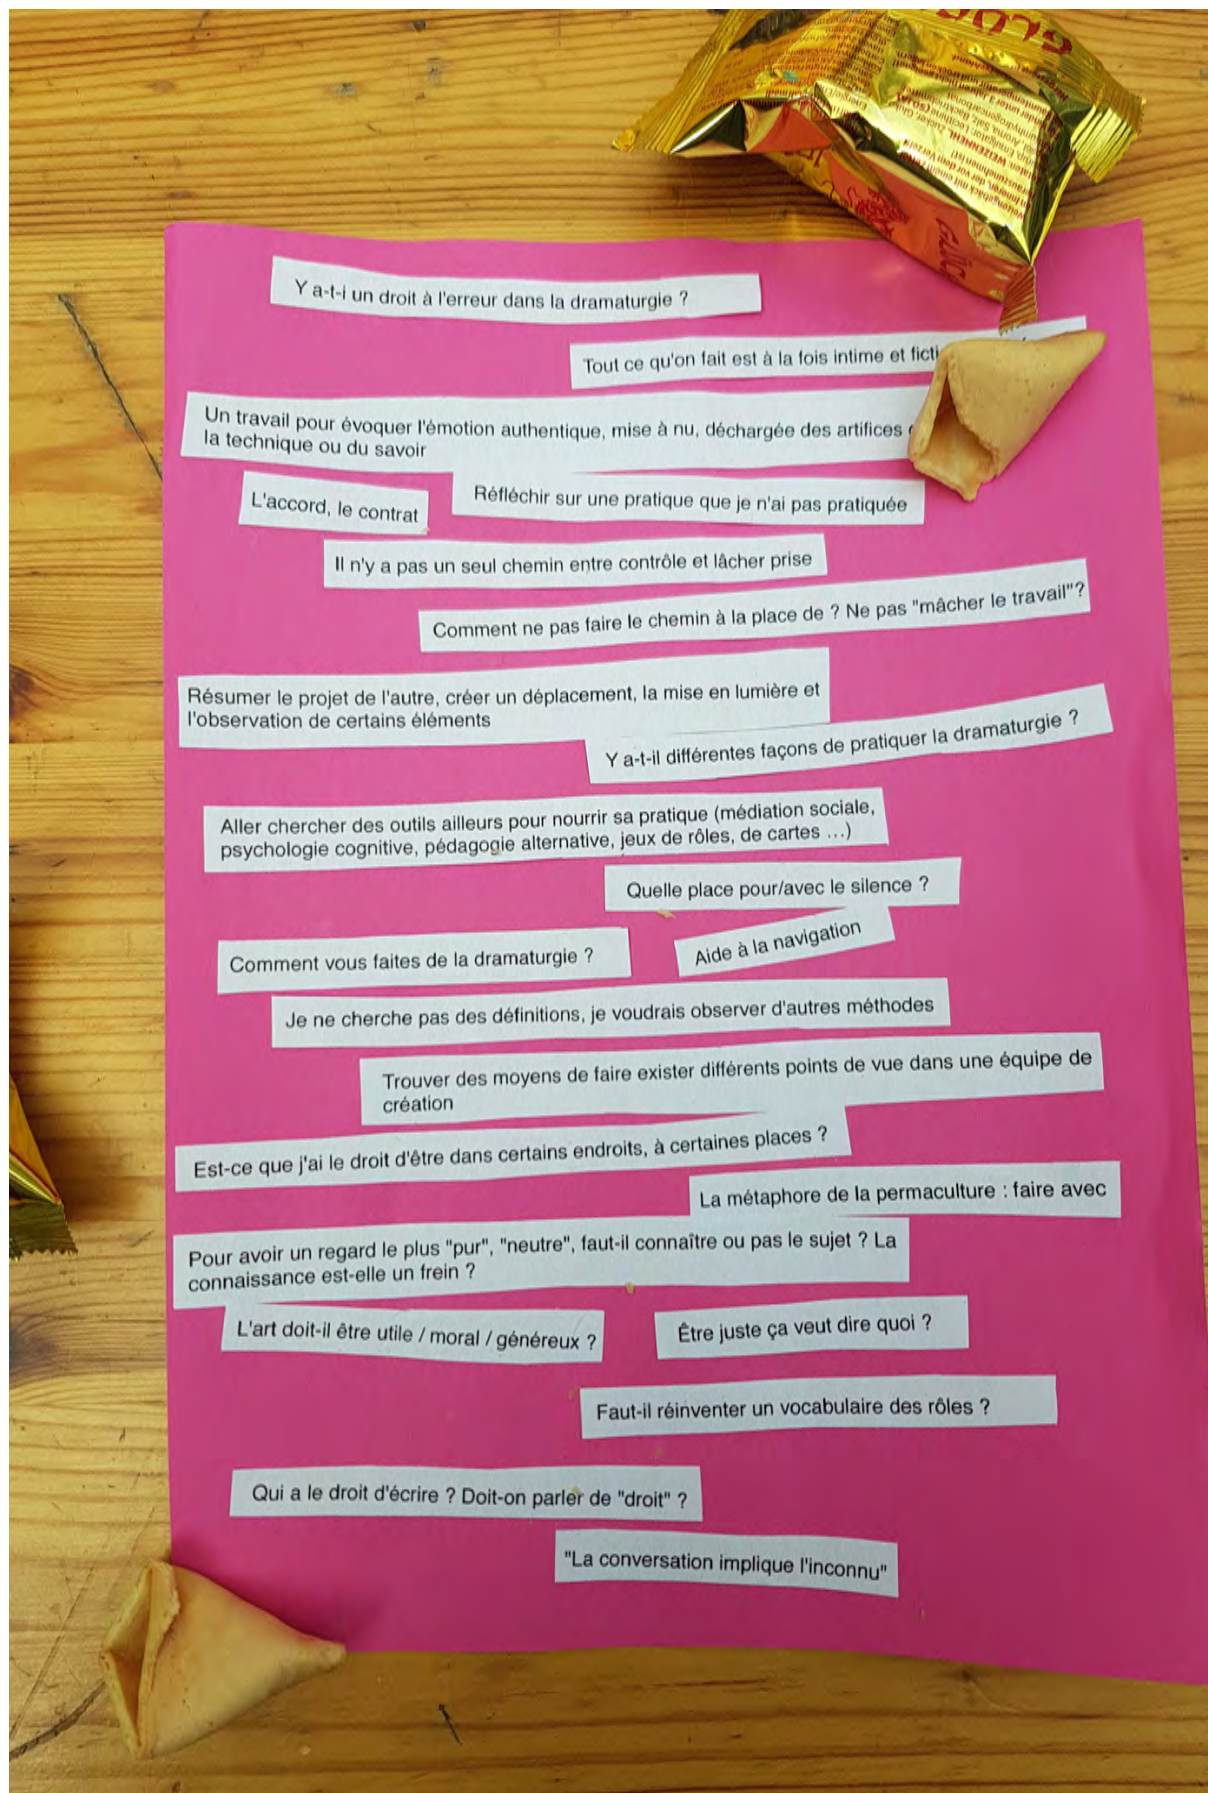 GLÜC
WEIZENMEHL
GLÜC
Y a-t-i un droit à l'erreur dans la dramaturgie ?
Tout ce qu'on fait est à la fois intime et ficti
Un travail pour évoquer l'émotion authentique, mise à nu, déchargée des artifices
la technique ou du savoir
L'accord, le contrat
Réfléchir sur une pratique que je n'ai pas pratiquée
Il n'y a pas un seul chemin entre contrôle et lâcher prise
Comment ne pas faire le chemin à la place de ? Ne pas "mâcher le travail"?
Résumer le projet de l'autre, créer un déplacement, la mise en lumière et
l'observation de certains éléments
Y a-t-il différentes façons de pratiquer la dramaturgie ?
Aller chercher des outils ailleurs pour nourrir sa pratique (médiation sociale,
psychologie cognitive, pédagogie alternative, jeux de rôles, de cartes ...)
Quelle place pour/avec le silence ?
Comment vous faites de la dramaturgie ?
Aide à la navigation
Je ne cherche pas des définitions, je voudrais observer d'autres méthodes
Trouver des moyens de faire exister différents points de vue dans une équipe de
création
Est-ce que j'ai le droit d'être dans certains endroits, à certaines places ?
La métaphore de la permaculture : faire avec
Pour avoir un regard le plus "pur", "neutre", faut-il connaître ou pas le sujet ? La
connaissance est-elle un frein ?
L'art doit-il être utile / moral / généreux ?
Être juste ça veut dire quoi ?
Faut-il réinventer un vocabulaire des rôles ?
Qui a le droit d'écrire ? Doit-on parler de "droit" ?
"La conversation implique l'inconnu"